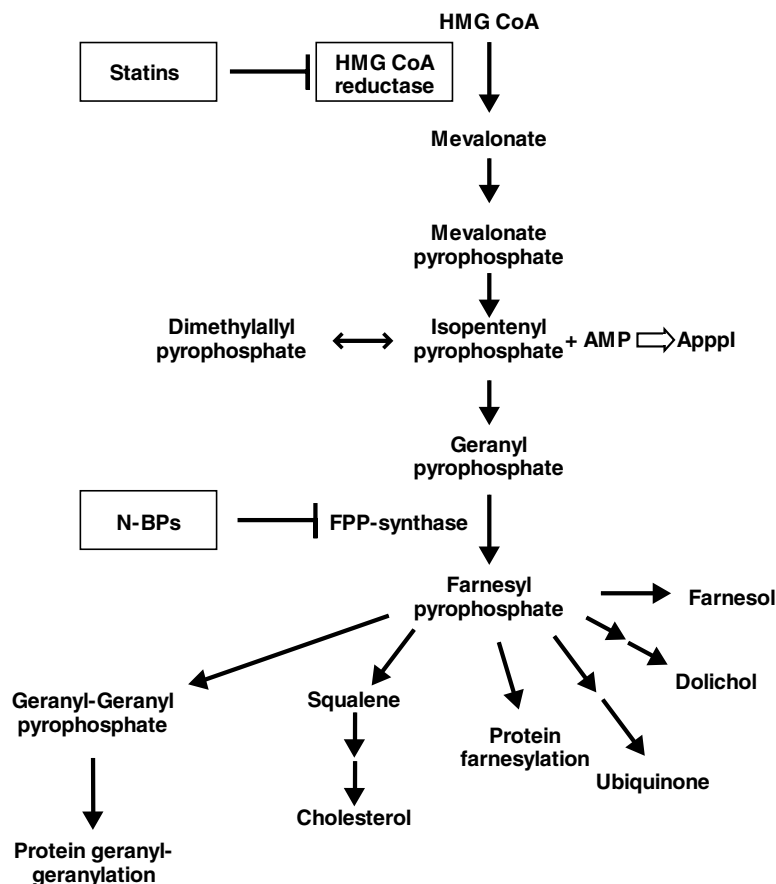 HMG CoA
Statins
HMG CoA
reductase
Mevalonate
Mevalonate
pyrophosphate
Dimethylallyl
pyrophosphate
Isopentenyl
pyrophosphate
+ AMP
ApppI
Geranyl
pyrophosphate
N-BPs
FPP-synthase
Farnesyl
pyrophosphate
Farnesol
Dolichol
Geranyl-Geranyl
pyrophosphate
Squalene
Protein
farnesylation
Ubiquinone
Cholesterol
Protein geranyl-
geranylation